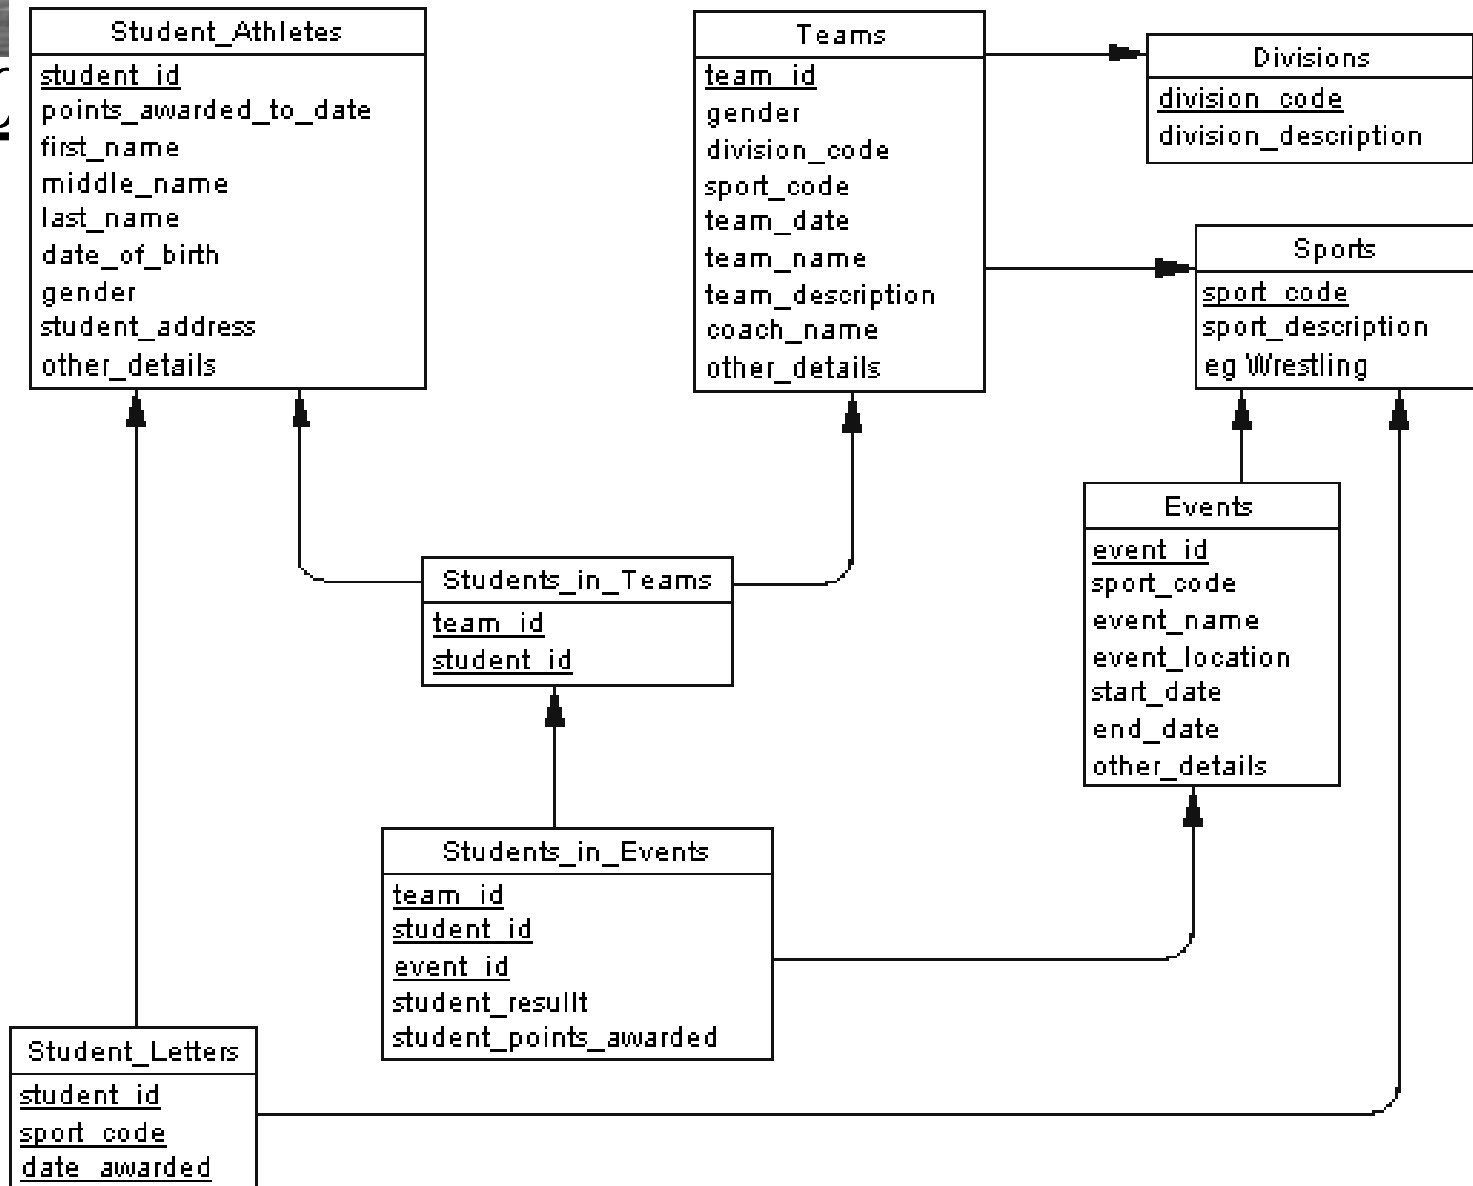 Student_Athletes
student_id
points_awarded_to_date
first_name
middle_name
last_name
date_of_birth
gender
student_address
other_details
Teams
team_id
gender
division_code
sport_code
team_date
team_name
team_description
coach_name
other_details
Divisions
division_code
division_description
Sports
sport_code
sport_description
eg Wrestling
Students_in_Teams
team_id
student_id
Events
event_id
sport_code
event_name
event_location
start_date
end_date
other_details
Students_in_Events
team_id
student_id
event_id
student_resullt
student_points_awarded
Student_Letters
student_id
sport_code
date_awarded